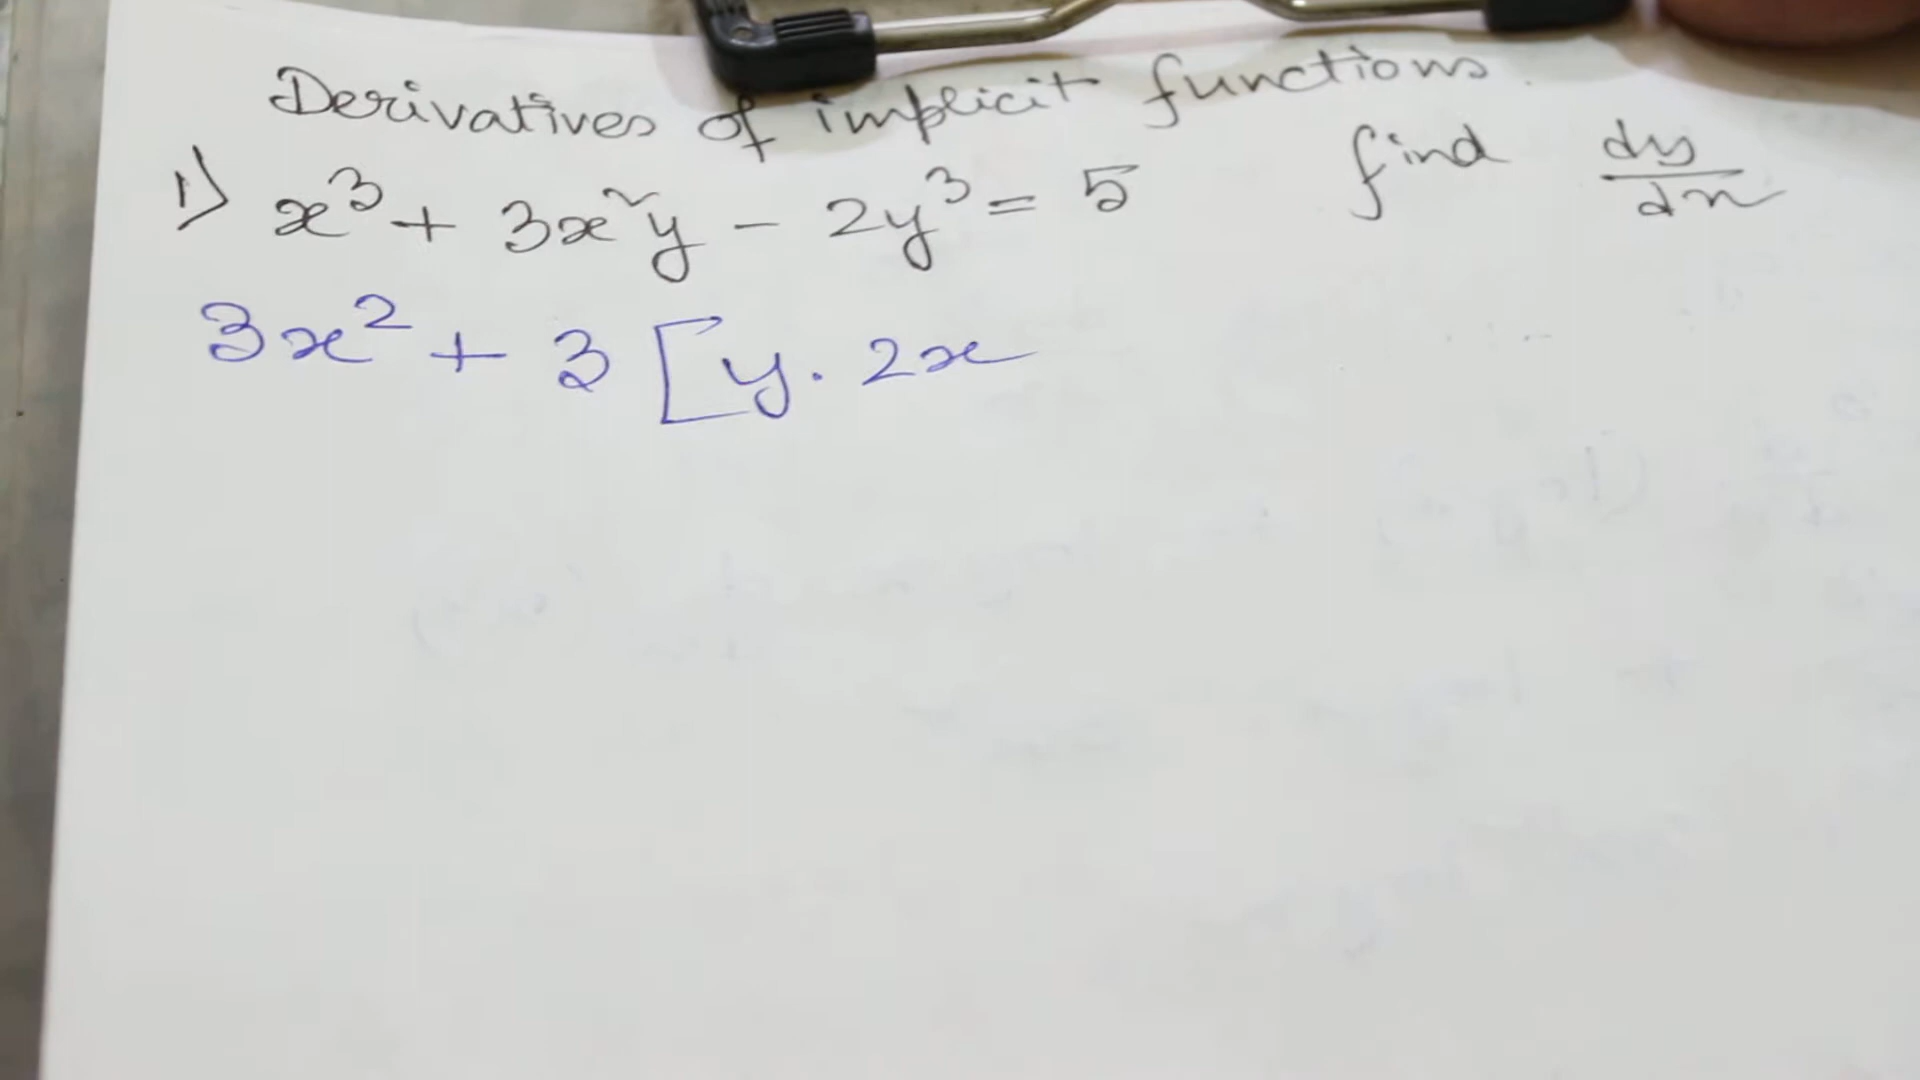 Derivatives of implicit functions.
1) x³ + 3x²y - 2y³ = 5 find dy/dx
3x² + 3 [y. 2x